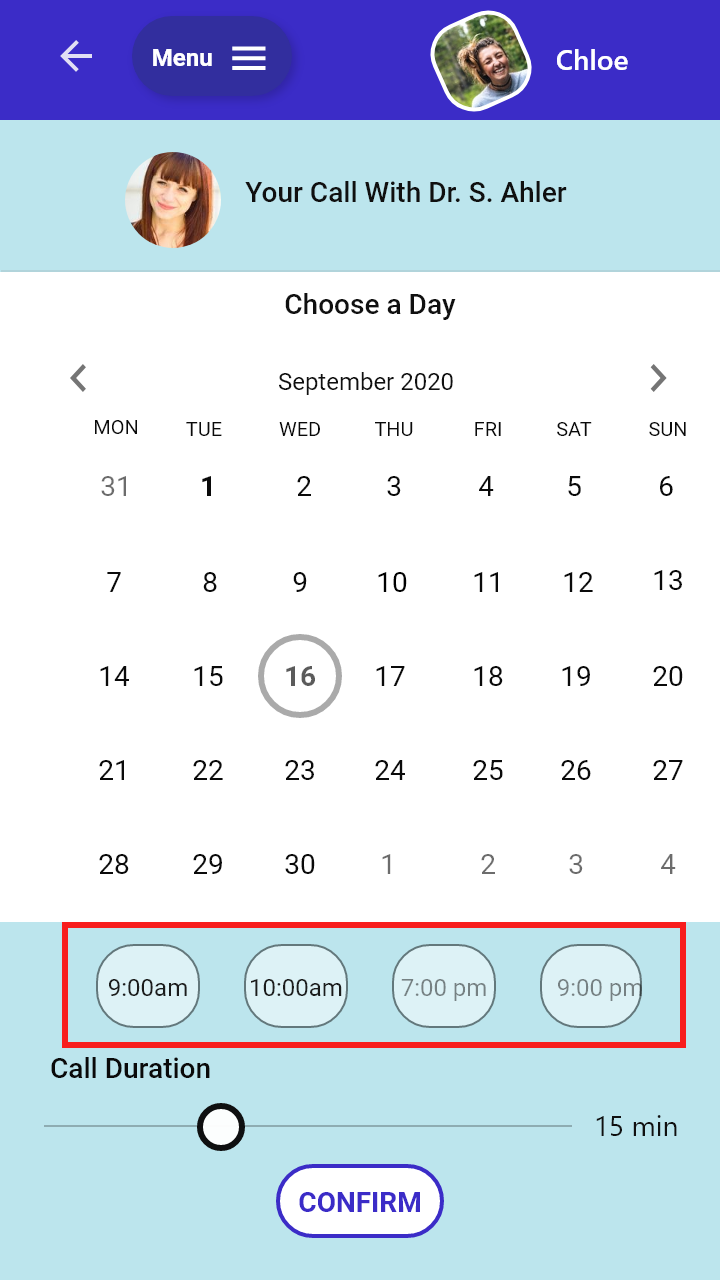 Menu
Chloe
Your Call With Dr. S. Ahler
Choose a Day
September 2020
MON TUE WED THU FRI SAT SUN
31 1 2 3 4 5 6
7 8 9 10 11 12 13
14 15 16 17 18 19 20
21 22 23 24 25 26 27
28 29 30 1 2 3 4
9:00am 10:00am 7:00 pm 9:00 pm
Call Duration
15 min
CONFIRM